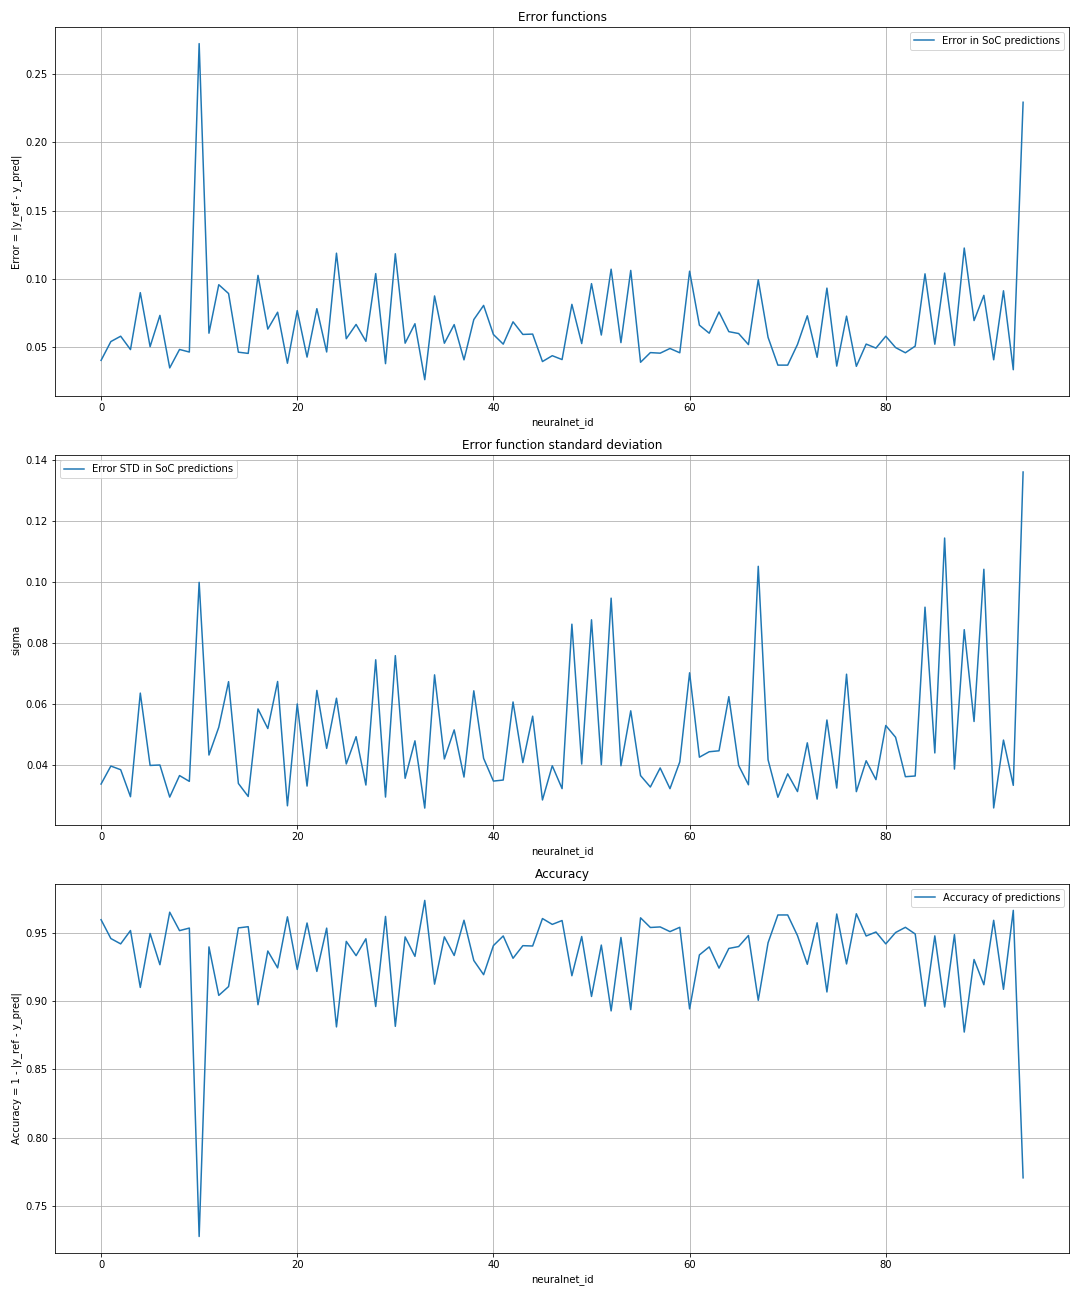 Error functions
Error in SoC predictions
0.25
0.20
0.15
0.10
0.05
Error = |y_ref - y_pred|
0 20 40 60 80
neuralnet_id
Error function standard deviation
Error STD in SoC predictions
0.14
0.12
0.10
0.08
0.06
0.04
sigma
0 20 40 60 80
neuralnet_id
Accuracy
Accuracy of predictions
0.95
0.90
0.85
0.80
0.75
Accuracy = 1 - |y_ref - y_pred|
0 20 40 60 80
neuralnet_id